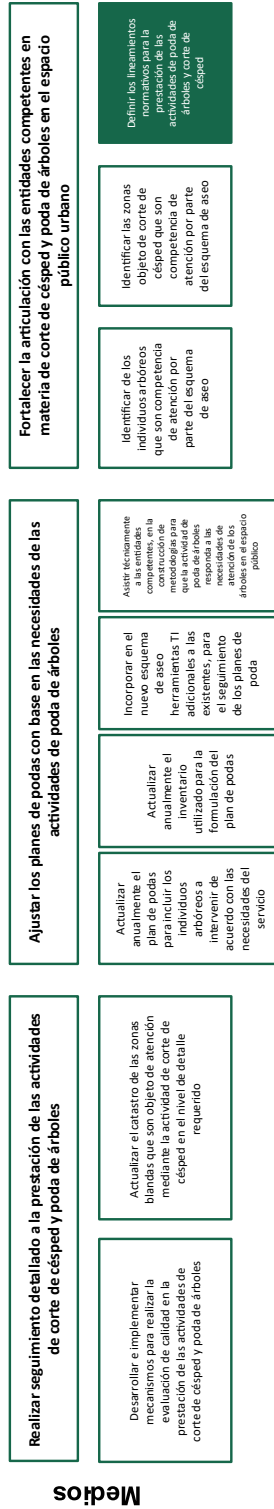 Medios
Realizar seguimiento detallado a la prestación de las actividades
de corte de césped y poda de árboles
Desarrollar e implementar
mecanismos para realizar la
evaluación de calidad en la
prestación de las actividades de
corte de césped y poda de árboles
Actualizar el catastro de las zonas
blandas que son objeto de atención
mediante la actividad de corte de
césped en el nivel de detalle
requerido
Ajustar los planes de podas con base en las necesidades de las
actividades de poda de árboles
Actualizar
anualmente el
plan de podas
para incluir los
individuos
arbóreos a
intervenir de
acuerdo con las
necesidades del
servicio
Actualizar
anualmente el
inventario
utilizado para la
formulación del
plan de podas
Incorporar en el
nuevo esquema
de aseo
herramientas TI
adicionales a las
existentes, para
el seguimiento
de los planes de
poda
Asistir técnicamente
a las entidades
competentes, en la
construcción de
metodologías para
que la actividad de
poda de árboles
responda a las
necesidades de
atención de los
árboles en el espacio
público
Fortalecer la articulación con las entidades competentes en
materia de corte de césped y poda de árboles en el espacio
público urbano
Identificar de los
individuos arbóreos
que son competencia
de atención por
parte del esquema
de aseo
Identificar las zonas
objeto de corte de
césped que son
competencia de
atención por parte
del esquema de aseo
Definir los lineamientos
normativos para la
prestación de las
actividades de poda de
árboles y corte de
césped